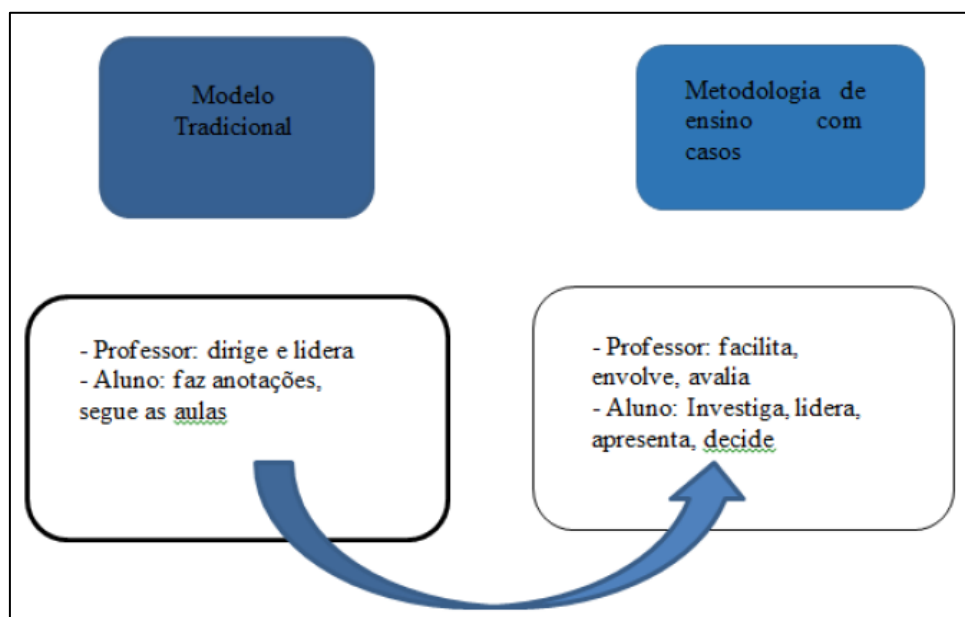 Modelo
Tradicional
Metodologia de
ensino com
casos
- Professor: dirige e lidera
- Aluno: faz anotações,
segue as aulas
- Professor: facilita,
envolve, avalia
- Aluno: Investiga, lidera,
apresenta, decide